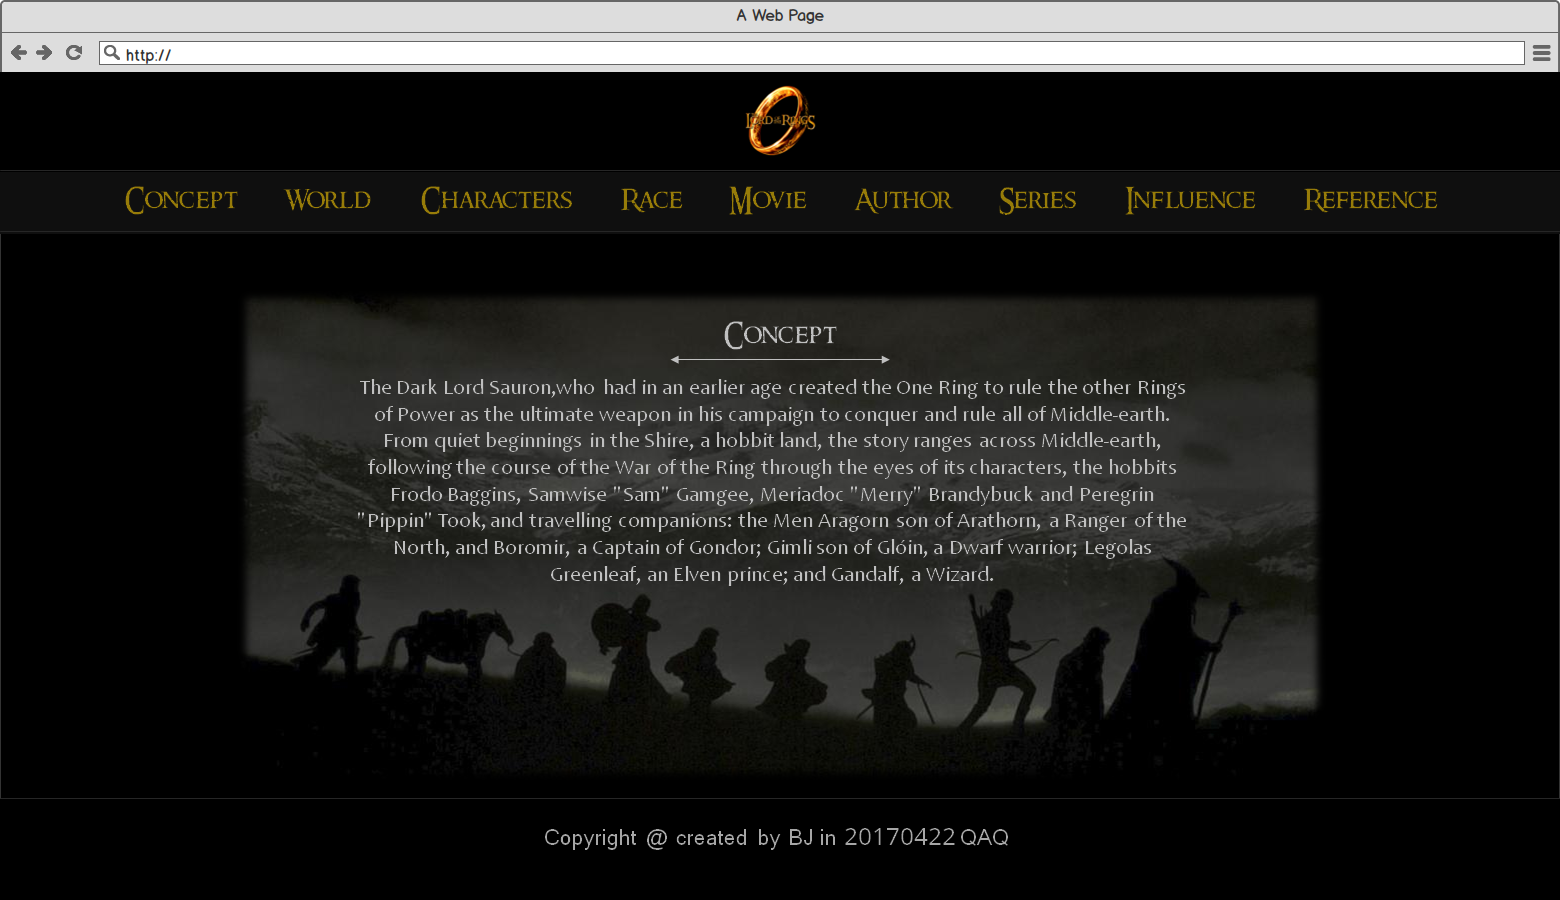 A Web Page
http://
Lord of the Rings
Concept World Characters Race Movie Author Series Influence Reference
Concept
The Dark Lord Sauron,who had in an earlier age created the One Ring to rule the other Rings
of Power as the ultimate weapon in his campaign to conquer and rule all of Middle-earth.
From quiet beginnings in the Shire, a hobbit land, the story ranges across Middle-earth,
following the course of the War of the Ring through the eyes of its characters, the hobbits
Frodo Baggins, Samwise "Sam" Gamgee, Meriadoc "Merry" Brandybuck and Peregrin
"Pippin" Took, and travelling companions: the Men Aragorn son of Arathorn, a Ranger of the
North, and Boromir, a Captain of Gondor; Gimli son of Glóin, a Dwarf warrior; Legolas
Greenleaf, an Elven prince; and Gandalf, a Wizard.
Copyright @ created by BJ in 20170422 QAQ